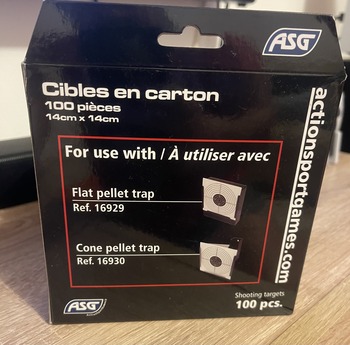 ASG
Cibles en carton
100 pièces
14cm x 14cm
actionsportgames.com
For use with / À utiliser avec
Flat pellet trap
Ref. 16929
Cone pellet trap
Ref. 16930
ASG
Shooting targets
100 pcs.